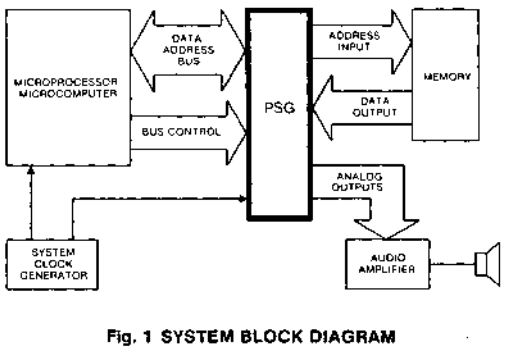 DATA
ADDRESS
BUS
ADDRESS
INPUT
MICROPROCESSOR
MICROCOMPUTER
PSG
MEMORY
DATA
OUTPUT
BUS CONTROL
ANALOG
OUTPUTS
SYSTEM
CLOCK
GENERATOR
AUDIO
AMPLIFIER
Fig. 1 SYSTEM BLOCK DIAGRAM